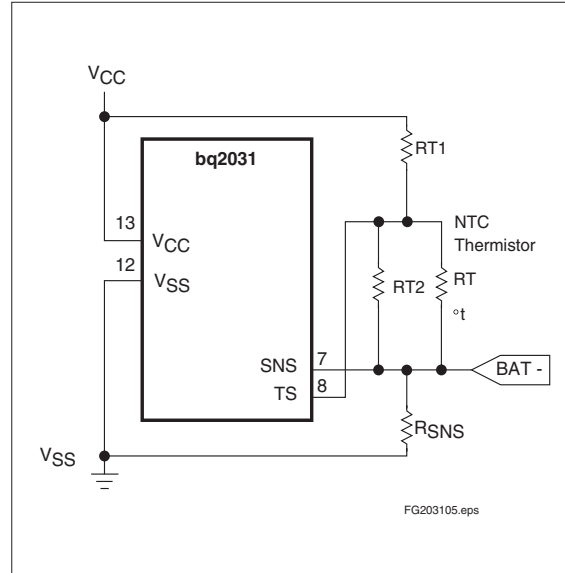 VCC
bq2031
RT1
13
VCC
12
VSS
NTC
Thermistor
RT2
RT
°t
SNS
7
TS
8
BAT -
RSNS
VSS
FG203105.eps